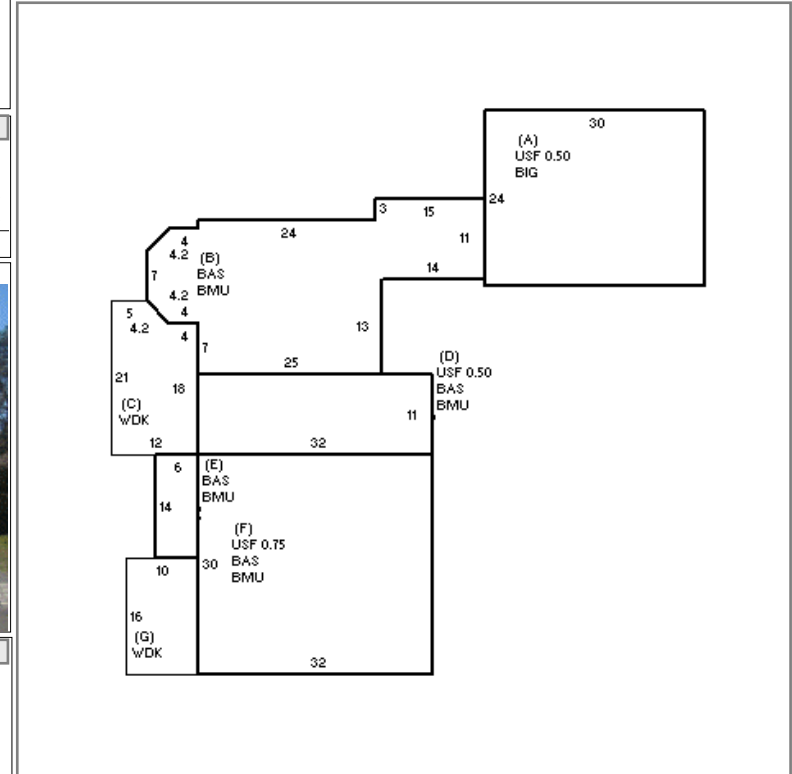 30
(A)
USF 0.50
BIG
24
3
15
24
11
4
4.2
(B)
BAS
BMU
14
7
4.2
4
5
4.2
4
7
13
25
(D)
USF 0.50
BAS
BMU
21
18
(C)
WDK
11
12
32
6
(E)
BAS
BMU
14
(F)
USF 0.75
BAS
BMU
30
10
16
(G)
WDK
32